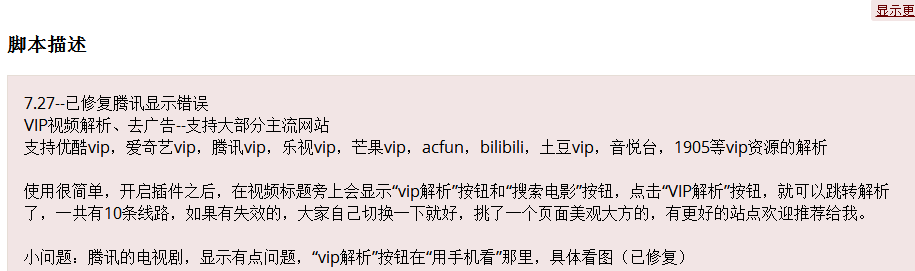 显示更
脚本描述
7.27--已修复腾讯显示错误
VIP视频解析、去广告--支持大部分主流网站
支持优酷vip，爱奇艺vip，腾讯vip，乐视vip，芒果vip，acfun，bilibili，土豆vip，音悦台，1905等vip资源的解析
使用很简单，开启插件之后，在视频标题旁上会显示“vip解析”按钮和“搜索电影”按钮，点击“VIP解析”按钮，就可以跳转解析
了，一共有10条线路，如果有失效的，大家自己切换一下就好，挑了一个页面美观大方的，有更好的站点欢迎推荐给我。
小问题：腾讯的电视剧，显示有点问题，“vip解析”按钮在“用手机看”那里，具体看图（已修复）